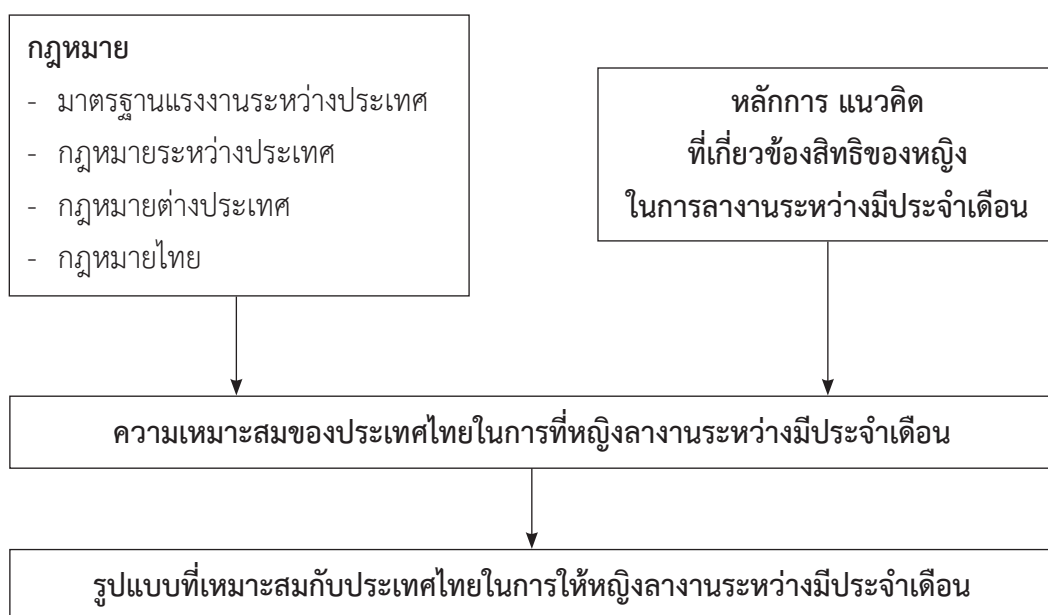 กฎหมาย
- มาตรฐานแรงงานระหว่างประเทศ
- กฎหมายระหว่างประเทศ
- กฎหมายต่างประเทศ
- กฎหมายไทย
หลักการ แนวคิด
ที่เกี่ยวข้องสิทธิของหญิง
ในการลางานระหว่างมีประจำเดือน
ความเหมาะสมของประเทศไทยในการที่หญิงลางานระหว่างมีประจำเดือน
รูปแบบที่เหมาะสมกับประเทศไทยในการให้หญิงลางานระหว่างมีประจำเดือน